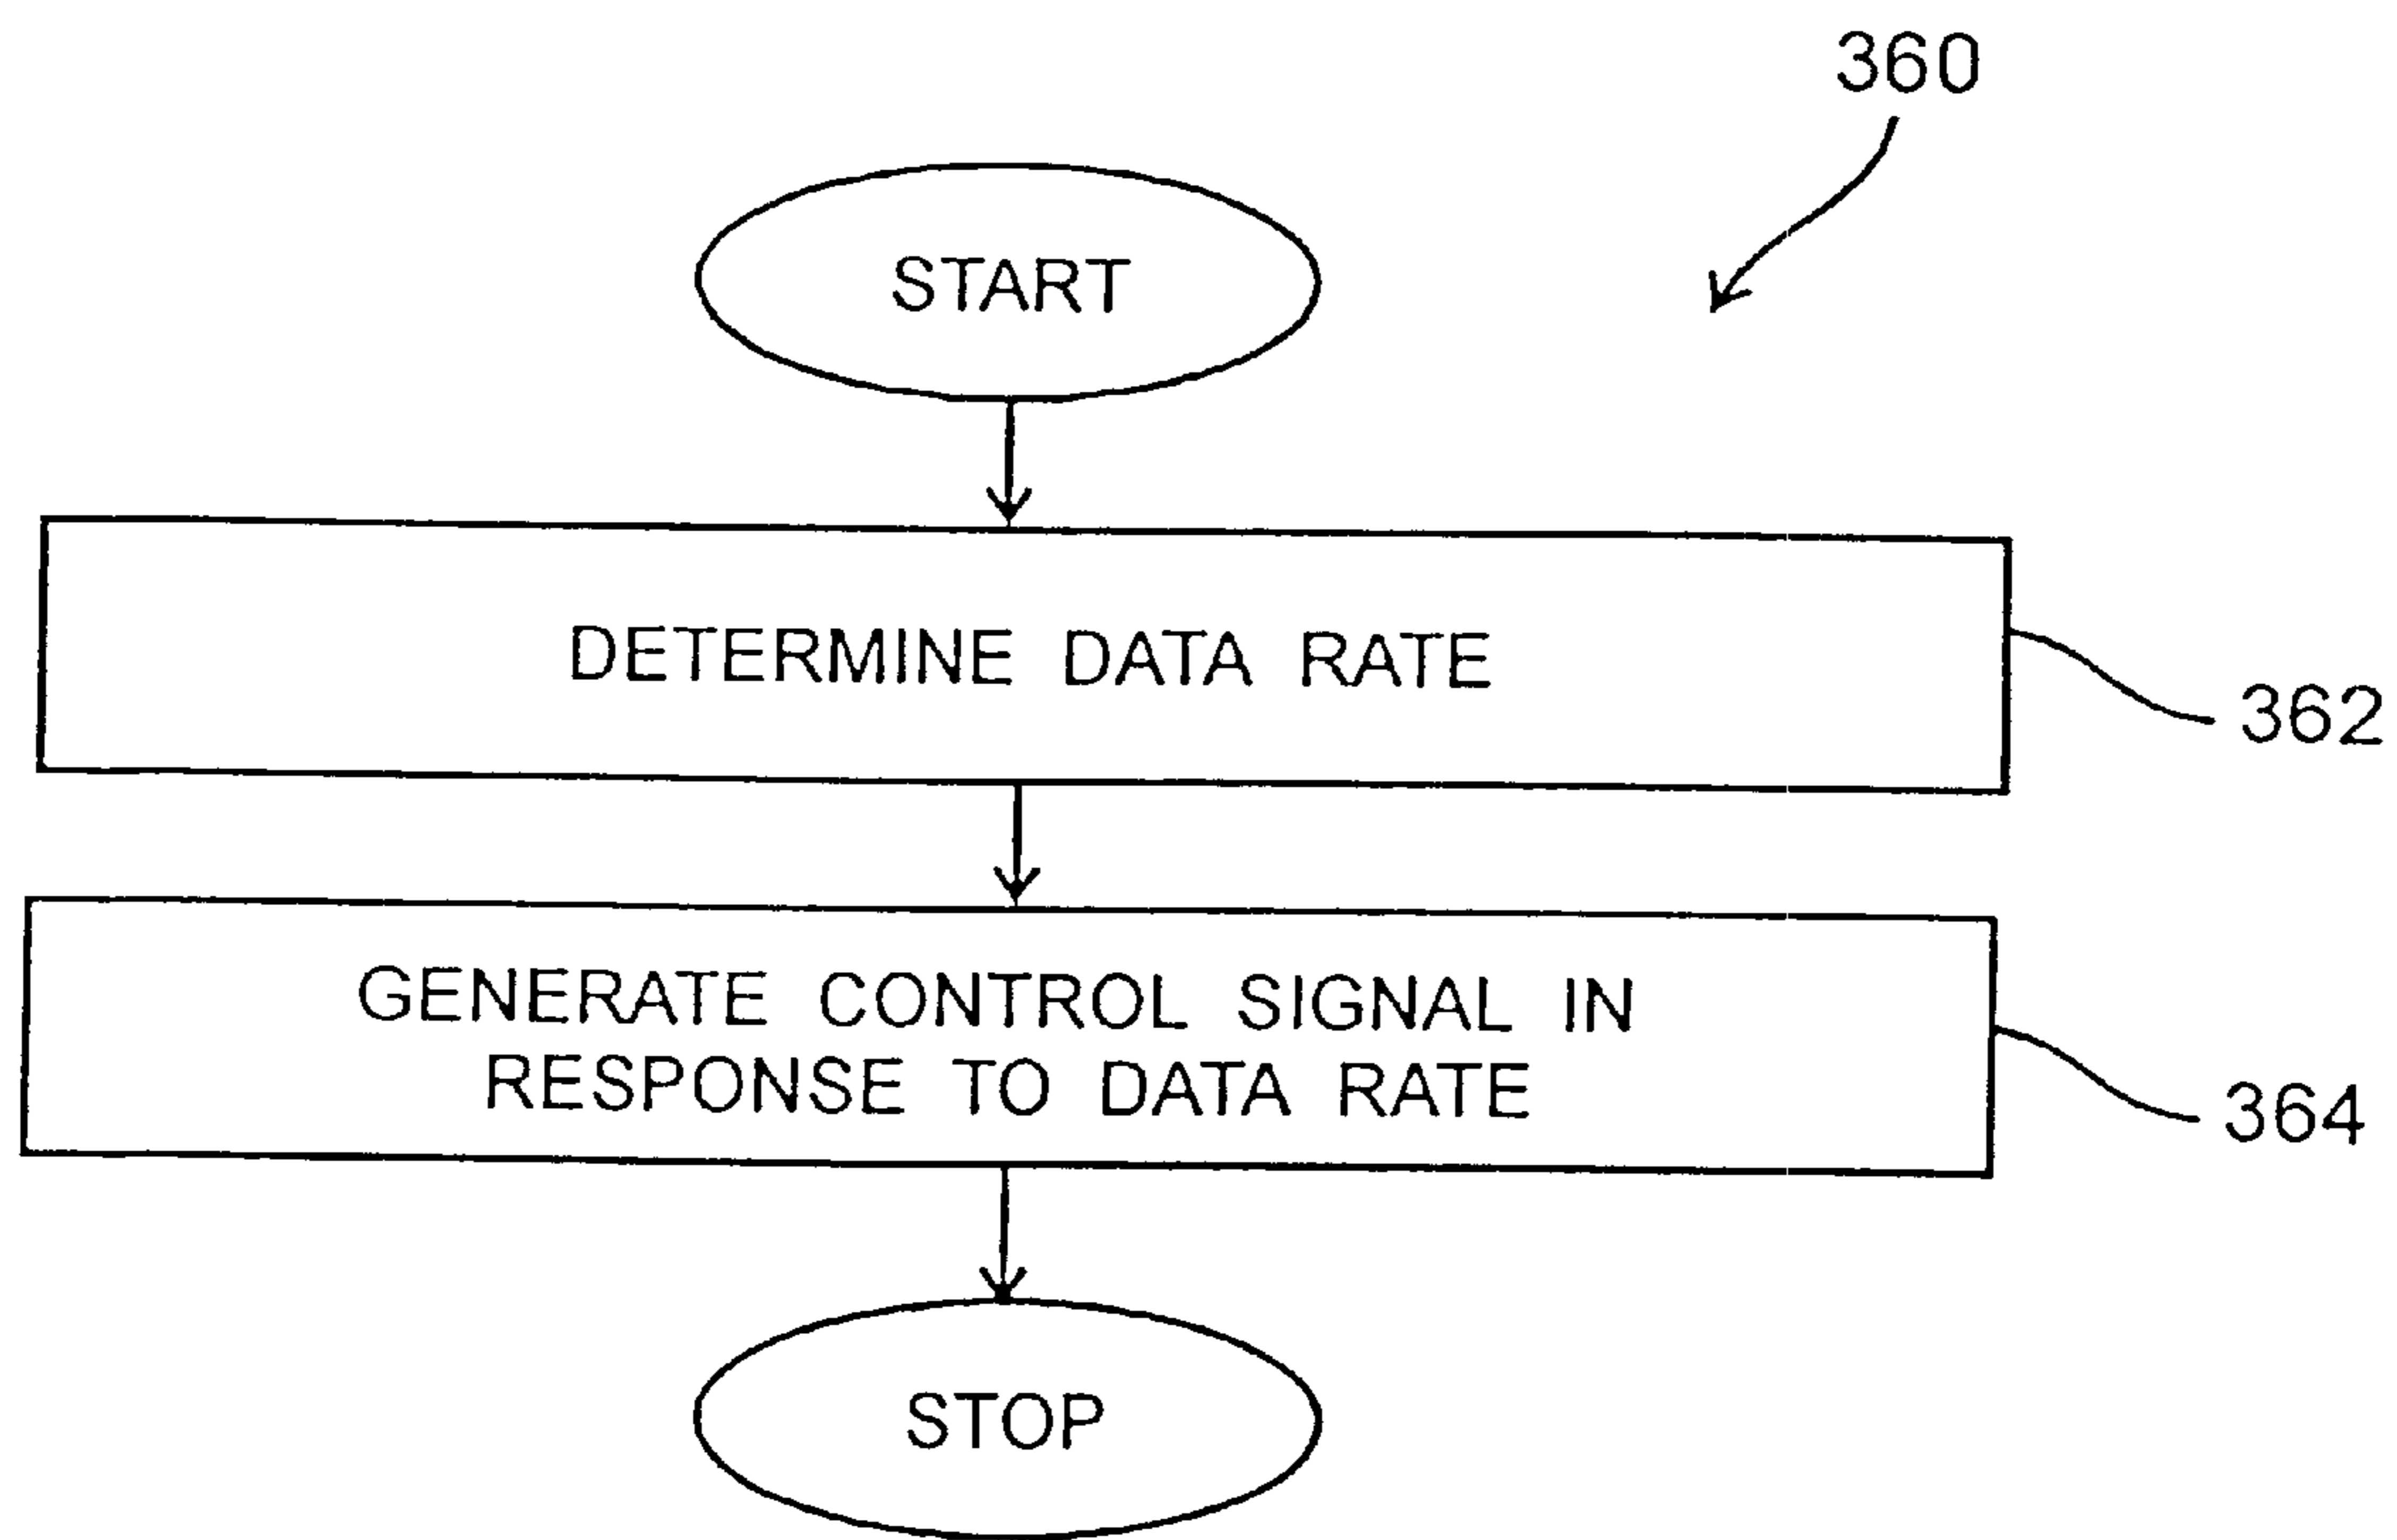 360
START
DETERMINE DATA RATE
362
GENERATE CONTROL SIGNAL IN
RESPONSE TO DATA RATE
364
STOP